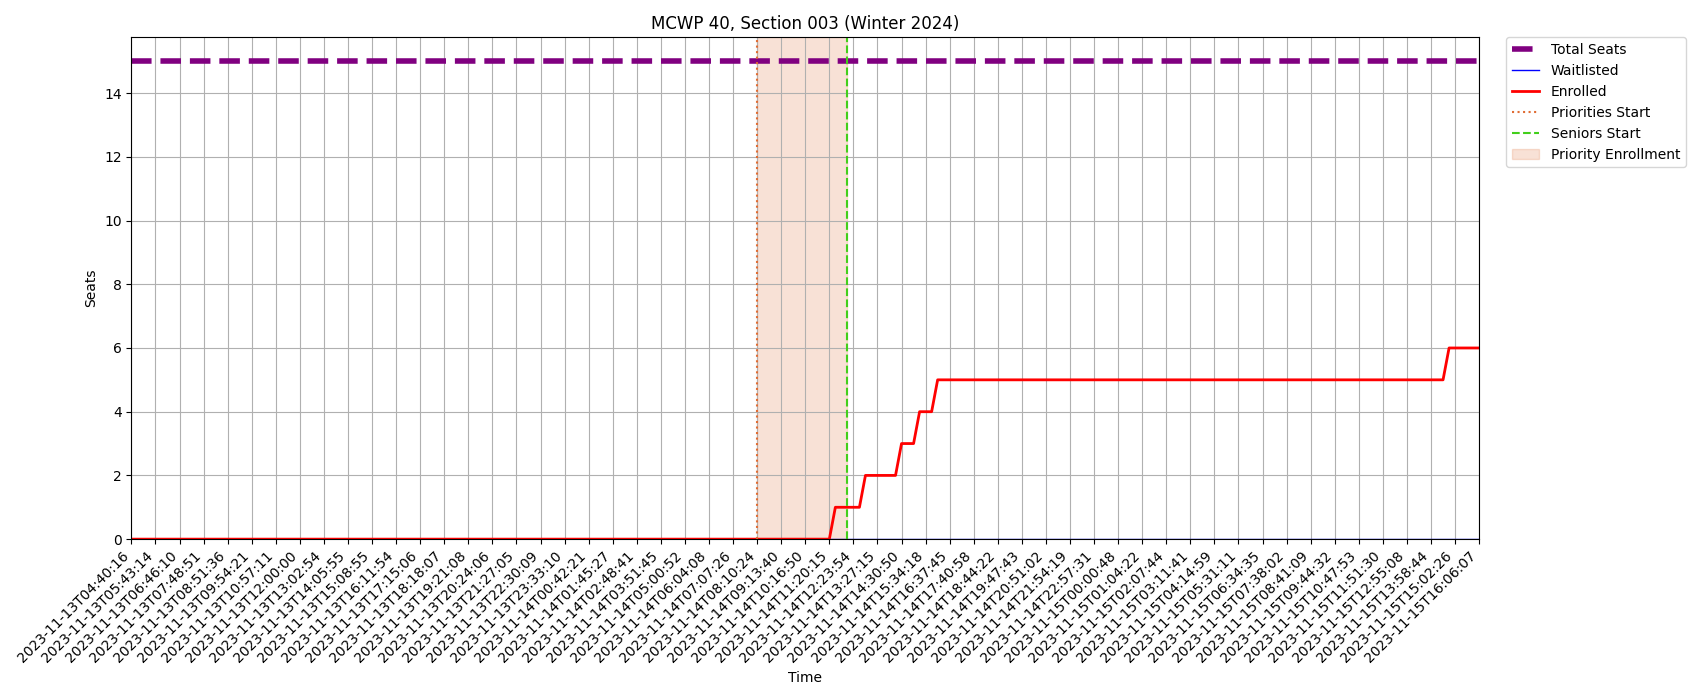 MCWP 40, Section 003 (Winter 2024)
Total Seats
Waitlisted
Enrolled
Priorities Start
Seniors Start
Priority Enrollment
Seats
14
12
10
8
6
4
2
0
2023-11-13T04:40:16
2023-11-13T05:43:14
2023-11-13T06:46:10
2023-11-13T07:48:51
2023-11-13T08:51:36
2023-11-13T09:54:21
2023-11-13T10:57:11
2023-11-13T12:00:00
2023-11-13T13:02:54
2023-11-13T14:05:55
2023-11-13T15:08:55
2023-11-13T16:11:54
2023-11-13T17:15:06
2023-11-13T18:18:07
2023-11-13T19:21:08
2023-11-13T20:24:06
2023-11-13T21:27:05
2023-11-13T22:30:09
2023-11-13T23:33:10
2023-11-14T00:42:21
2023-11-14T01:45:27
2023-11-14T02:48:41
2023-11-14T03:51:45
2023-11-14T05:00:52
2023-11-14T06:04:08
2023-11-14T07:07:26
2023-11-14T08:10:24
2023-11-14T09:13:40
2023-11-14T10:16:50
2023-11-14T11:20:15
2023-11-14T12:23:54
2023-11-14T13:27:15
2023-11-14T14:30:50
2023-11-14T15:34:18
2023-11-14T16:37:45
2023-11-14T17:40:58
2023-11-14T18:44:22
2023-11-14T19:47:43
2023-11-14T20:51:02
2023-11-14T21:54:19
2023-11-14T22:57:31
2023-11-15T00:00:48
2023-11-15T01:04:22
2023-11-15T02:07:44
2023-11-15T03:11:41
2023-11-15T04:14:59
2023-11-15T05:31:11
2023-11-15T06:34:35
2023-11-15T07:38:02
2023-11-15T08:41:09
2023-11-15T09:44:32
2023-11-15T10:47:53
2023-11-15T11:51:30
2023-11-15T12:55:08
2023-11-15T13:58:44
2023-11-15T15:02:26
2023-11-15T16:06:07
Time